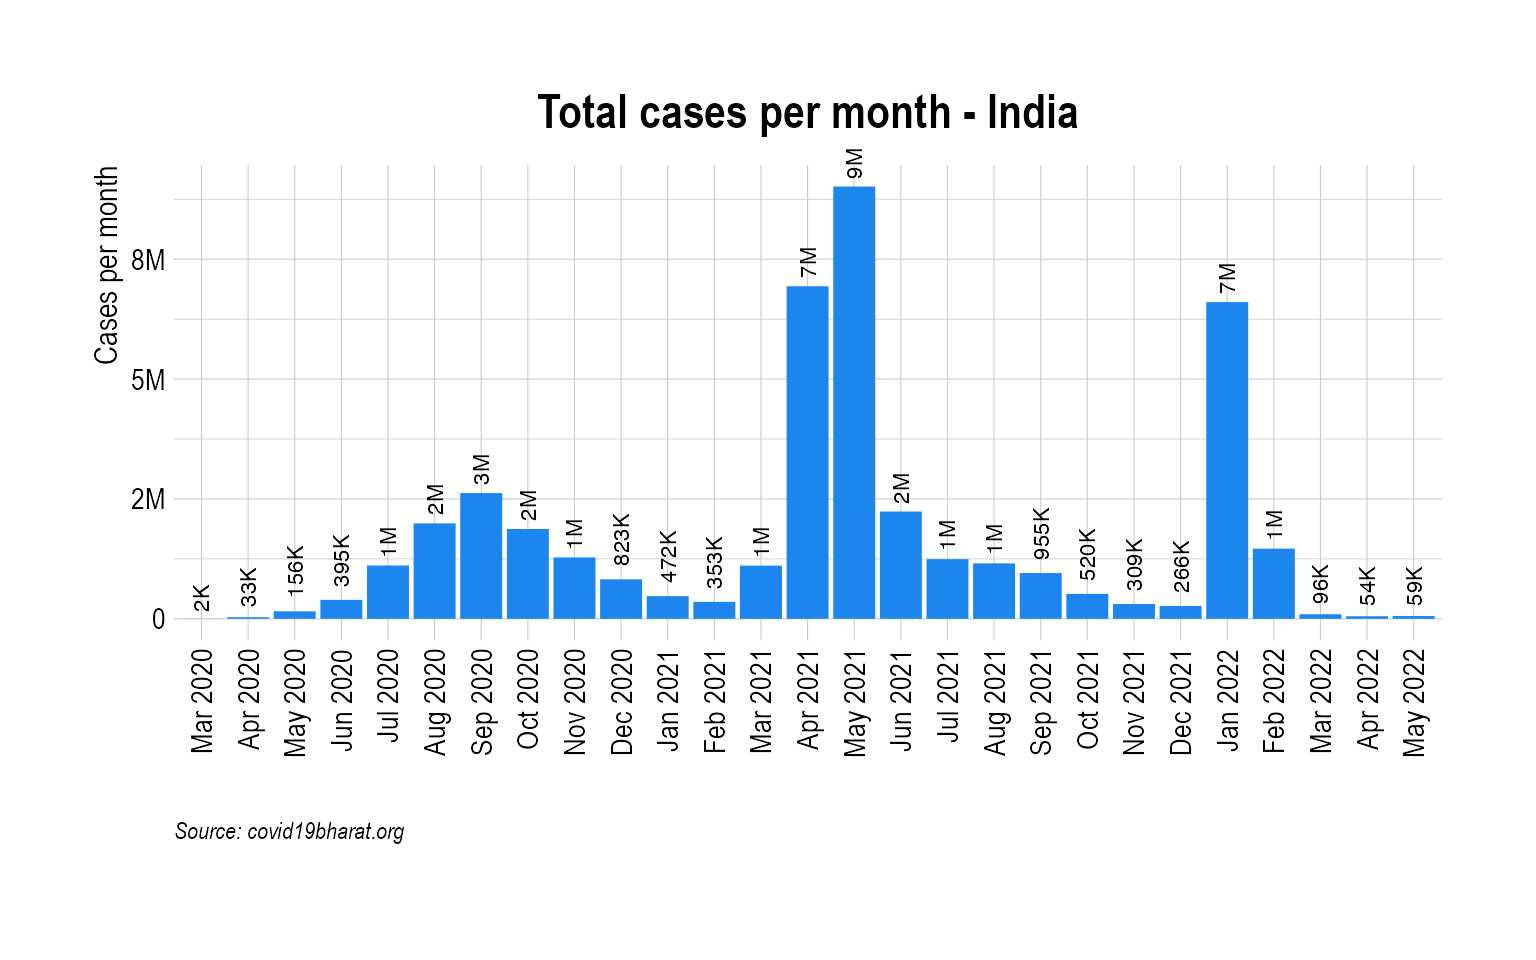 Total cases per month - India
Cases per month
8M
5M
2M
0
2K
33K
156K
395K
1M
2M
3M
2M
1M
823K
472K
353K
1M
7M
9M
2M
1M
1M
955K
520K
309K
266K
7M
1M
96K
54K
59K
Mar 2020
Apr 2020
May 2020
Jun 2020
Jul 2020
Aug 2020
Sep 2020
Oct 2020
Nov 2020
Dec 2020
Jan 2021
Feb 2021
Mar 2021
Apr 2021
May 2021
Jun 2021
Jul 2021
Aug 2021
Sep 2021
Oct 2021
Nov 2021
Dec 2021
Jan 2022
Feb 2022
Mar 2022
Apr 2022
May 2022
Source: covid19bharat.org